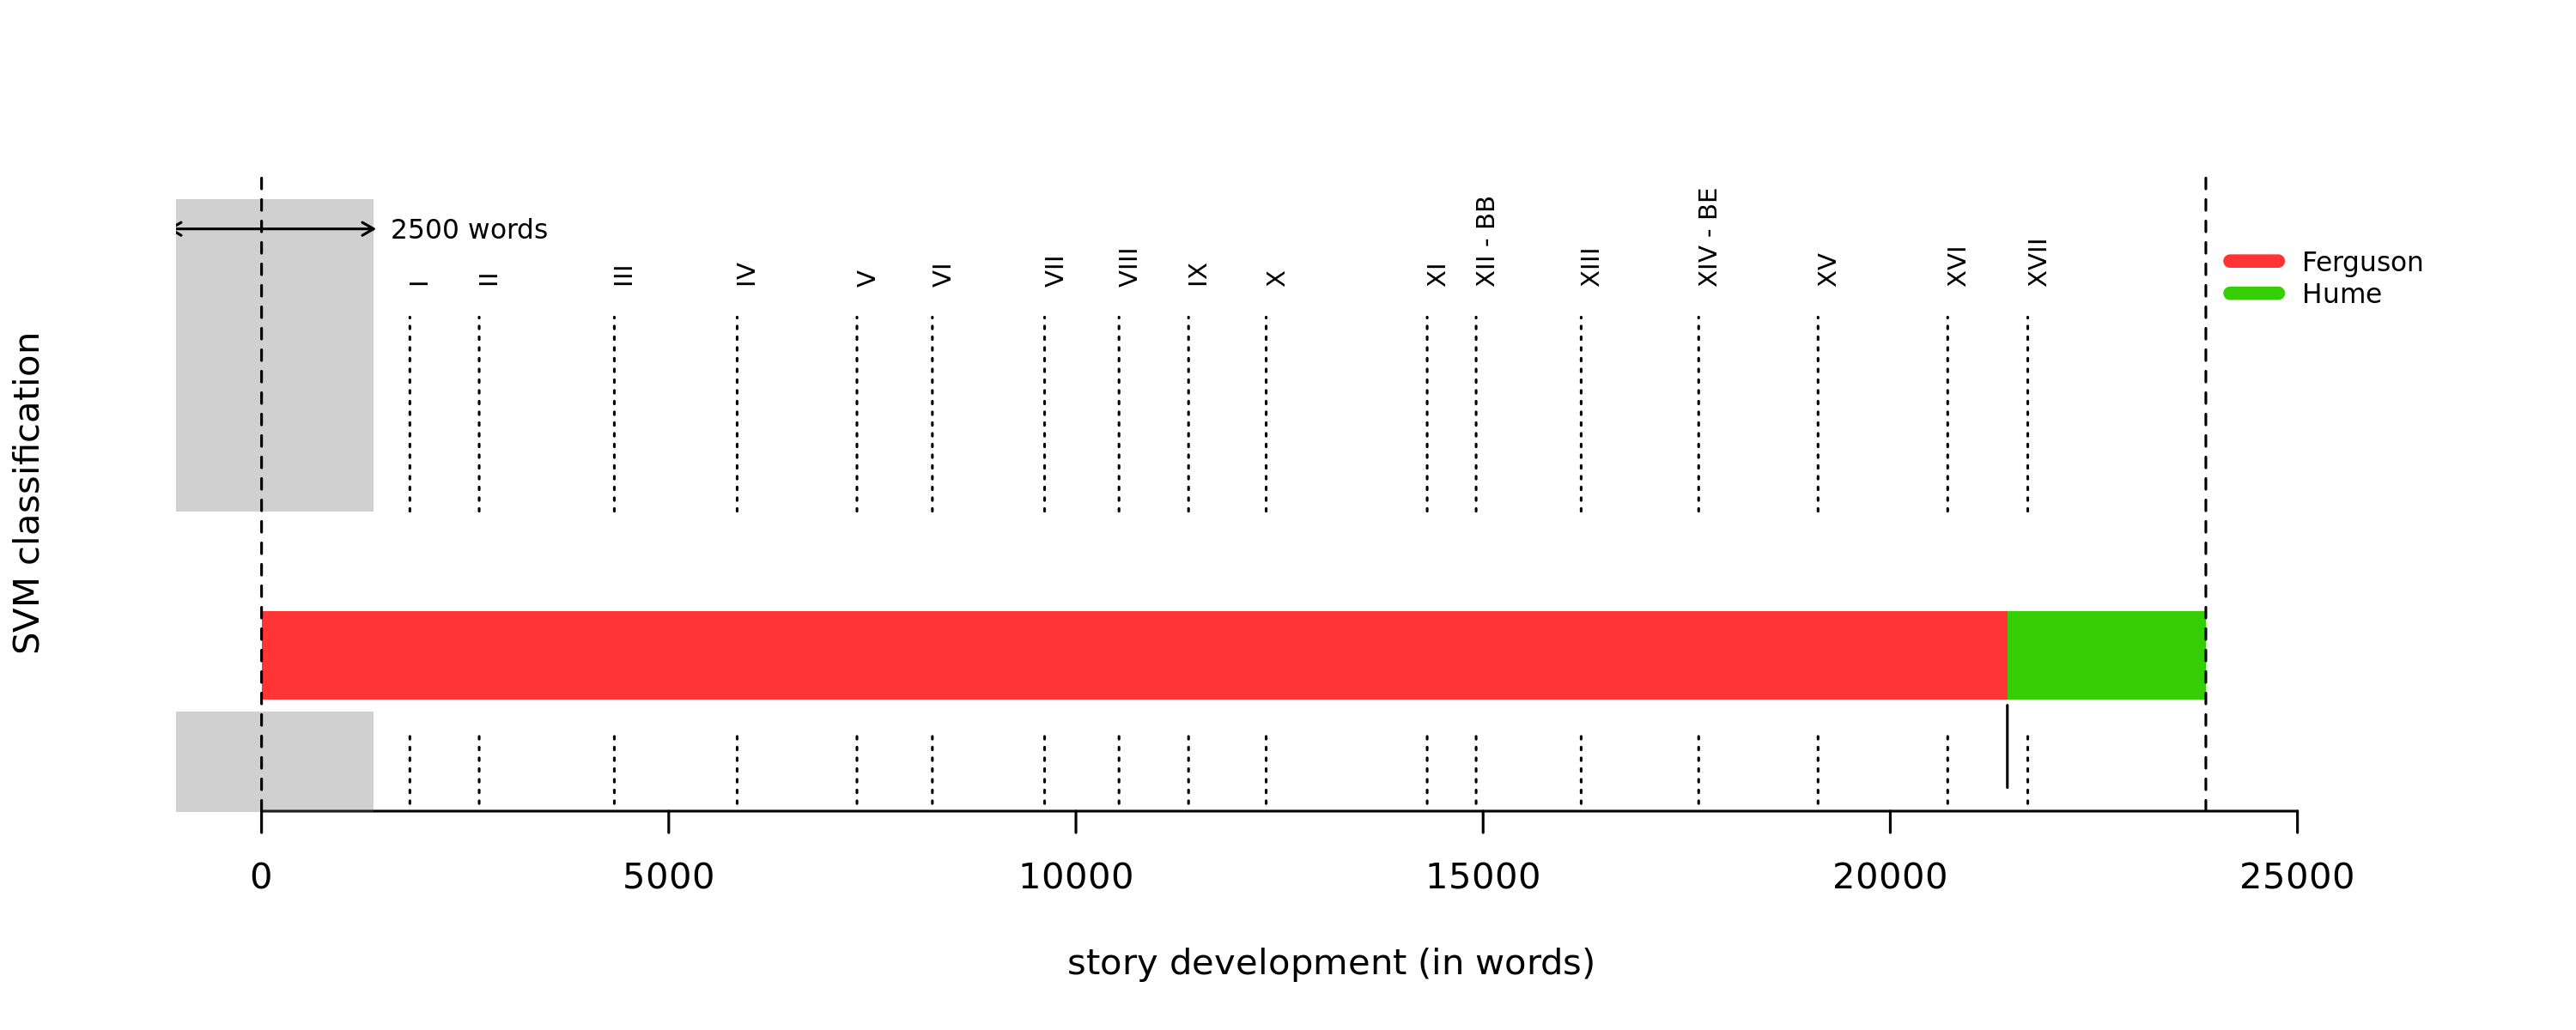 SVM classification
2500 words
I
II
III
IV
V
VI
VII
VIII
IX
X
XI
XII - BB
XIII
XIV - BE
XV
XVI
XVII
Ferguson
Hume
0
5000
10000
15000
20000
25000
story development (in words)